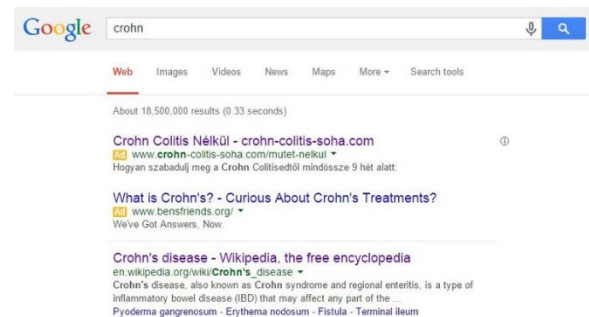 Google crohn
Web Images Videos News Maps More Search tools
About 18,500,000 results (0.33 seconds)
Crohn Colitis Nélkül - crohn-colitis-soha.com
Ad www.crohn-colitis-soha.com/mutet-nelkul
Hogyan szabadulj meg a Crohn Colitisedtől mindössze 9 hét alatt:
What is Crohn's? - Curious About Crohn's Treatments?
Ad www.bensfriends.org/
We've Got Answers, Now.
Crohn's disease - Wikipedia, the free encyclopedia
en.wikipedia.org/wiki/Crohn's_disease
Crohn's disease, also known as Crohn syndrome and regional enteritis, is a type of
inflammatory bowel disease (IBD) that may affect any part of the ...
Pyoderma gangrenosum - Erythema nodosum - Fistula - Terminal ileum